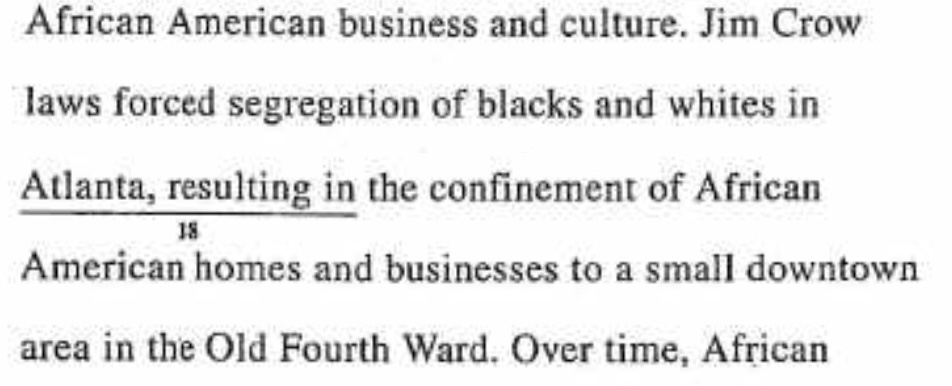 African American business and culture. Jim Crow
laws forced segregation of blacks and whites in
Atlanta, resulting in the confinement of African
18
American homes and businesses to a small downtown
area in the Old Fourth Ward. Over time, African